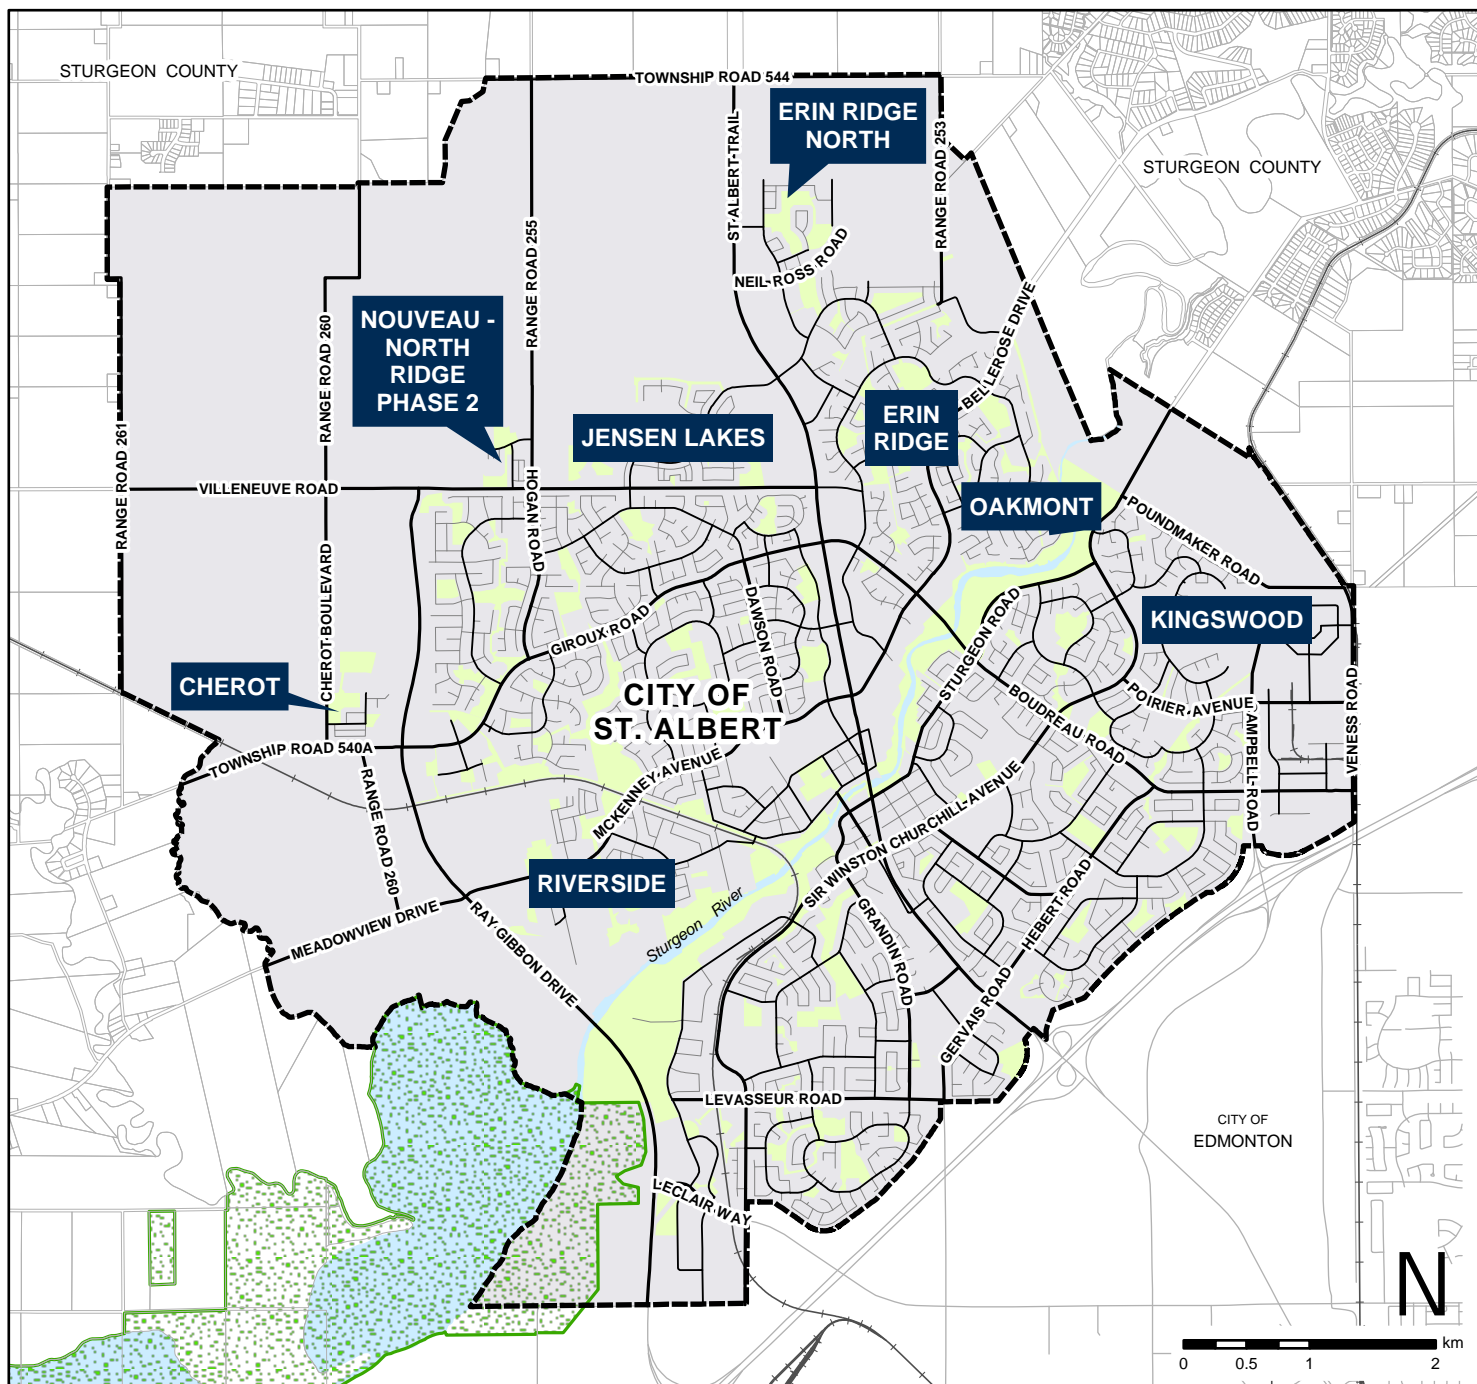 STURGEON COUNTY
TOWNSHIP ROAD 544
ERIN RIDGE
NORTH
ST. ALBERT TRAIL
RANGE ROAD 253
STURGEON COUNTY
RANGE ROAD 255
NEIL ROSS ROAD
RANGE ROAD 260
NOUVEAU -
NORTH
RIDGE
PHASE 2
BELLEROSE DRIVE
JENSEN LAKES
ERIN
RIDGE
RANGE ROAD 261
VILLENEUVE ROAD
HOGAN ROAD
OAKMONT
POUNDMAKER ROAD
CHEROT BOULEVARD
GIROUX ROAD
DAWSON ROAD
STURGEON ROAD
KINGSWOOD
CHEROT
CITY OF
ST. ALBERT
BOUDREAU ROAD
POIRIER AVENUE
VENESS ROAD
TOWNSHIP ROAD 540A
MCKENNEY AVENUE
AMPBELL ROAD
RANGE ROAD 260
SIR WINSTON CHURCHILL AVENUE
RIVERSIDE
HEBERT ROAD
MEADOWVIEW DRIVE
RAY GIBBON DRIVE
Sturgeon River
GRANDIN ROAD
GERVAIS ROAD
LEVASSEUR ROAD
CITY OF
EDMONTON
LECLAIR WAY
N
km
0 0.5 1 2